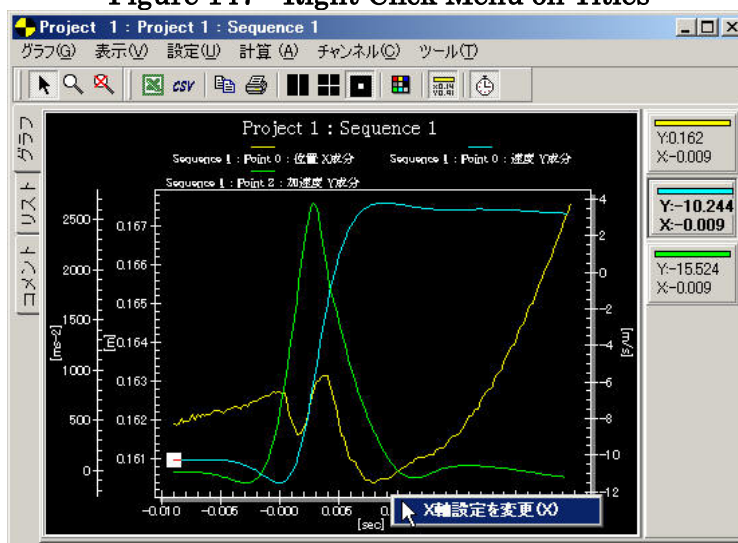 Figure 147 Right-Click Menu on Titles
Project 1 : Project 1 : Sequence 1
グラフ(G) 表示(V) 設定(U) 計算 (A) チャンネル(C) ツール(T)
CSV
X0.14
Y0.41
グラフ
リスト
コメント
Project 1 : Sequence 1
Sequence 1 : Point 0 : 位置 X成分 Sequence 1 : Point 0 : 速度 Y成分
Sequence 1 : Point 2 : 加速度 Y成分
2500
2000
1500
1000
500
0
[ms-2]
0.167
0.166
0.165
0.164
0.163
0.162
0.161
[m]
4
2
0
-2
-4
-6
-8
-10
-12
[m/s]
-0.010 -0.005 -0.000 0.005
[sec]
X軸設定を変更(X)
Y:0.162
X:-0.009
Y:-10.244
X:-0.009
Y:-15.524
X:-0.009